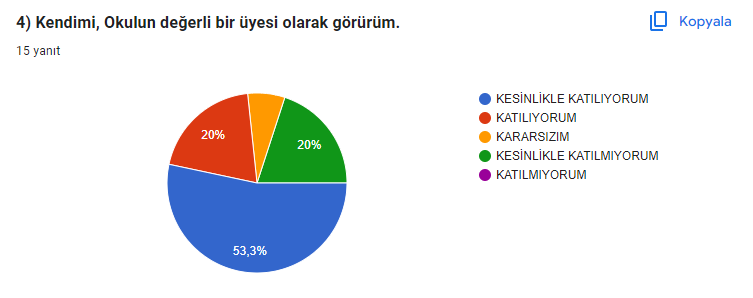 4) Kendimi, Okulun değerli bir üyesi olarak görürüm.
Kopyala
15 yanıt
KESİNLİKLE KATILIYORUM
KATILIYORUM
KARARSIZIM
KESİNLİKLE KATILMIYORUM
KATILMIYORUM
20%
20%
53,3%